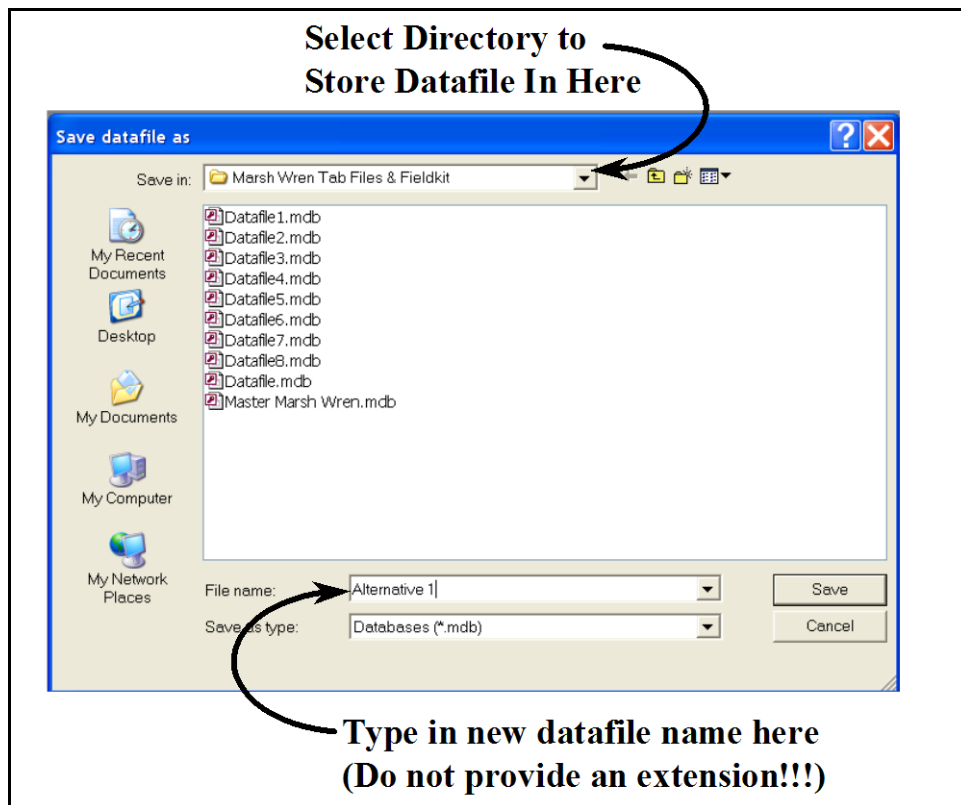 Select Directory to
Store Datafile In Here
Save datafile as
Save in:
Marsh Wren Tab Files & Fieldkit
My Recent
Documents
Desktop
My Documents
My Computer
My Network
Places
Datafile1.mdb
Datafile2.mdb
Datafile3.mdb
Datafile4.mdb
Datafile5.mdb
Datafile6.mdb
Datafile7.mdb
Datafile8.mdb
Datafile.mdb
Master Marsh Wren.mdb
File name:
Alternative 1
Save
Save as type:
Databases (*.mdb)
Cancel
Type in new datafile name here
(Do not provide an extension!!!)